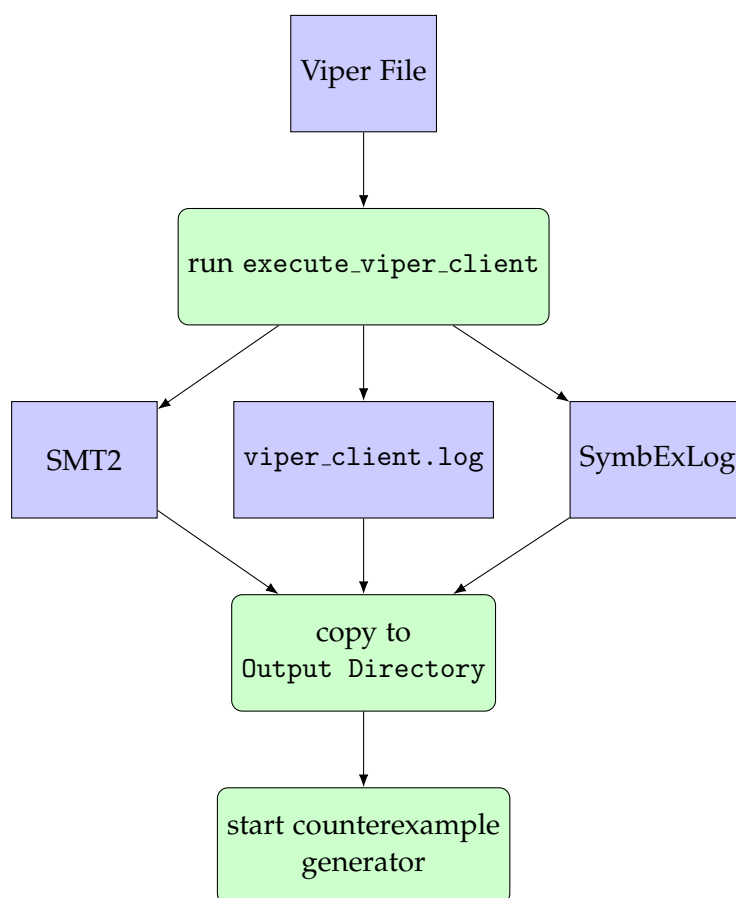 Viper File
run execute_viper_client
SMT2
viper_client.log
SymbExLog
copy to
Output Directory
start counterexample
generator